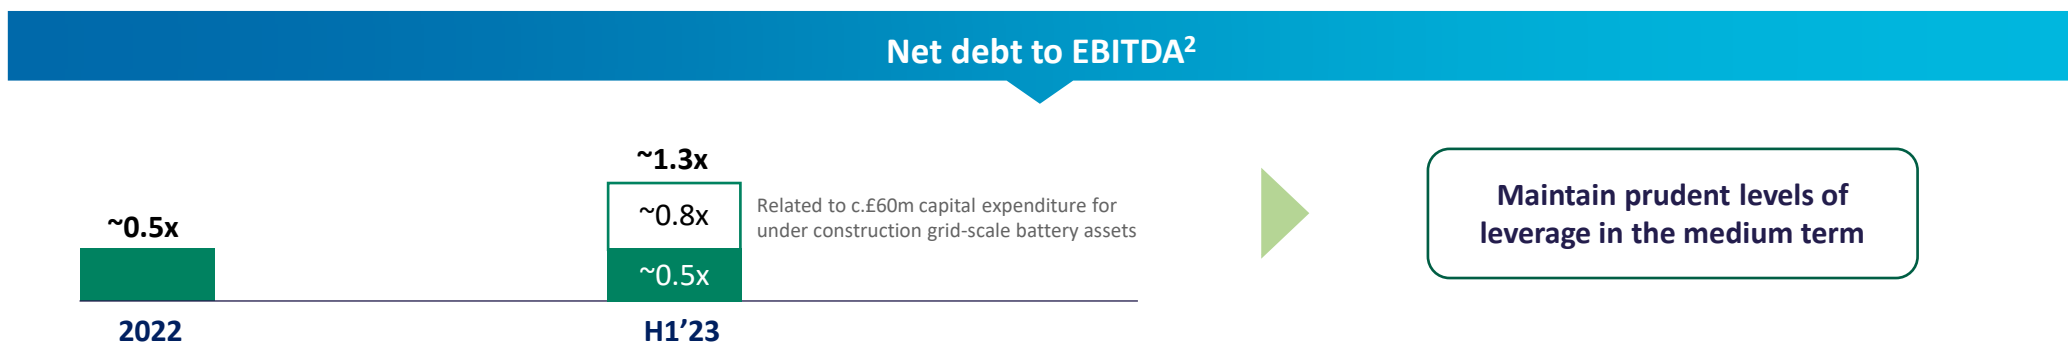 Net debt to EBITDA²
~0.5x
2022
~1.3x
~0.8x
~0.5x
H1’23
Related to c.£60m capital expenditure for
under construction grid-scale battery assets
Maintain prudent levels of
leverage in the medium term